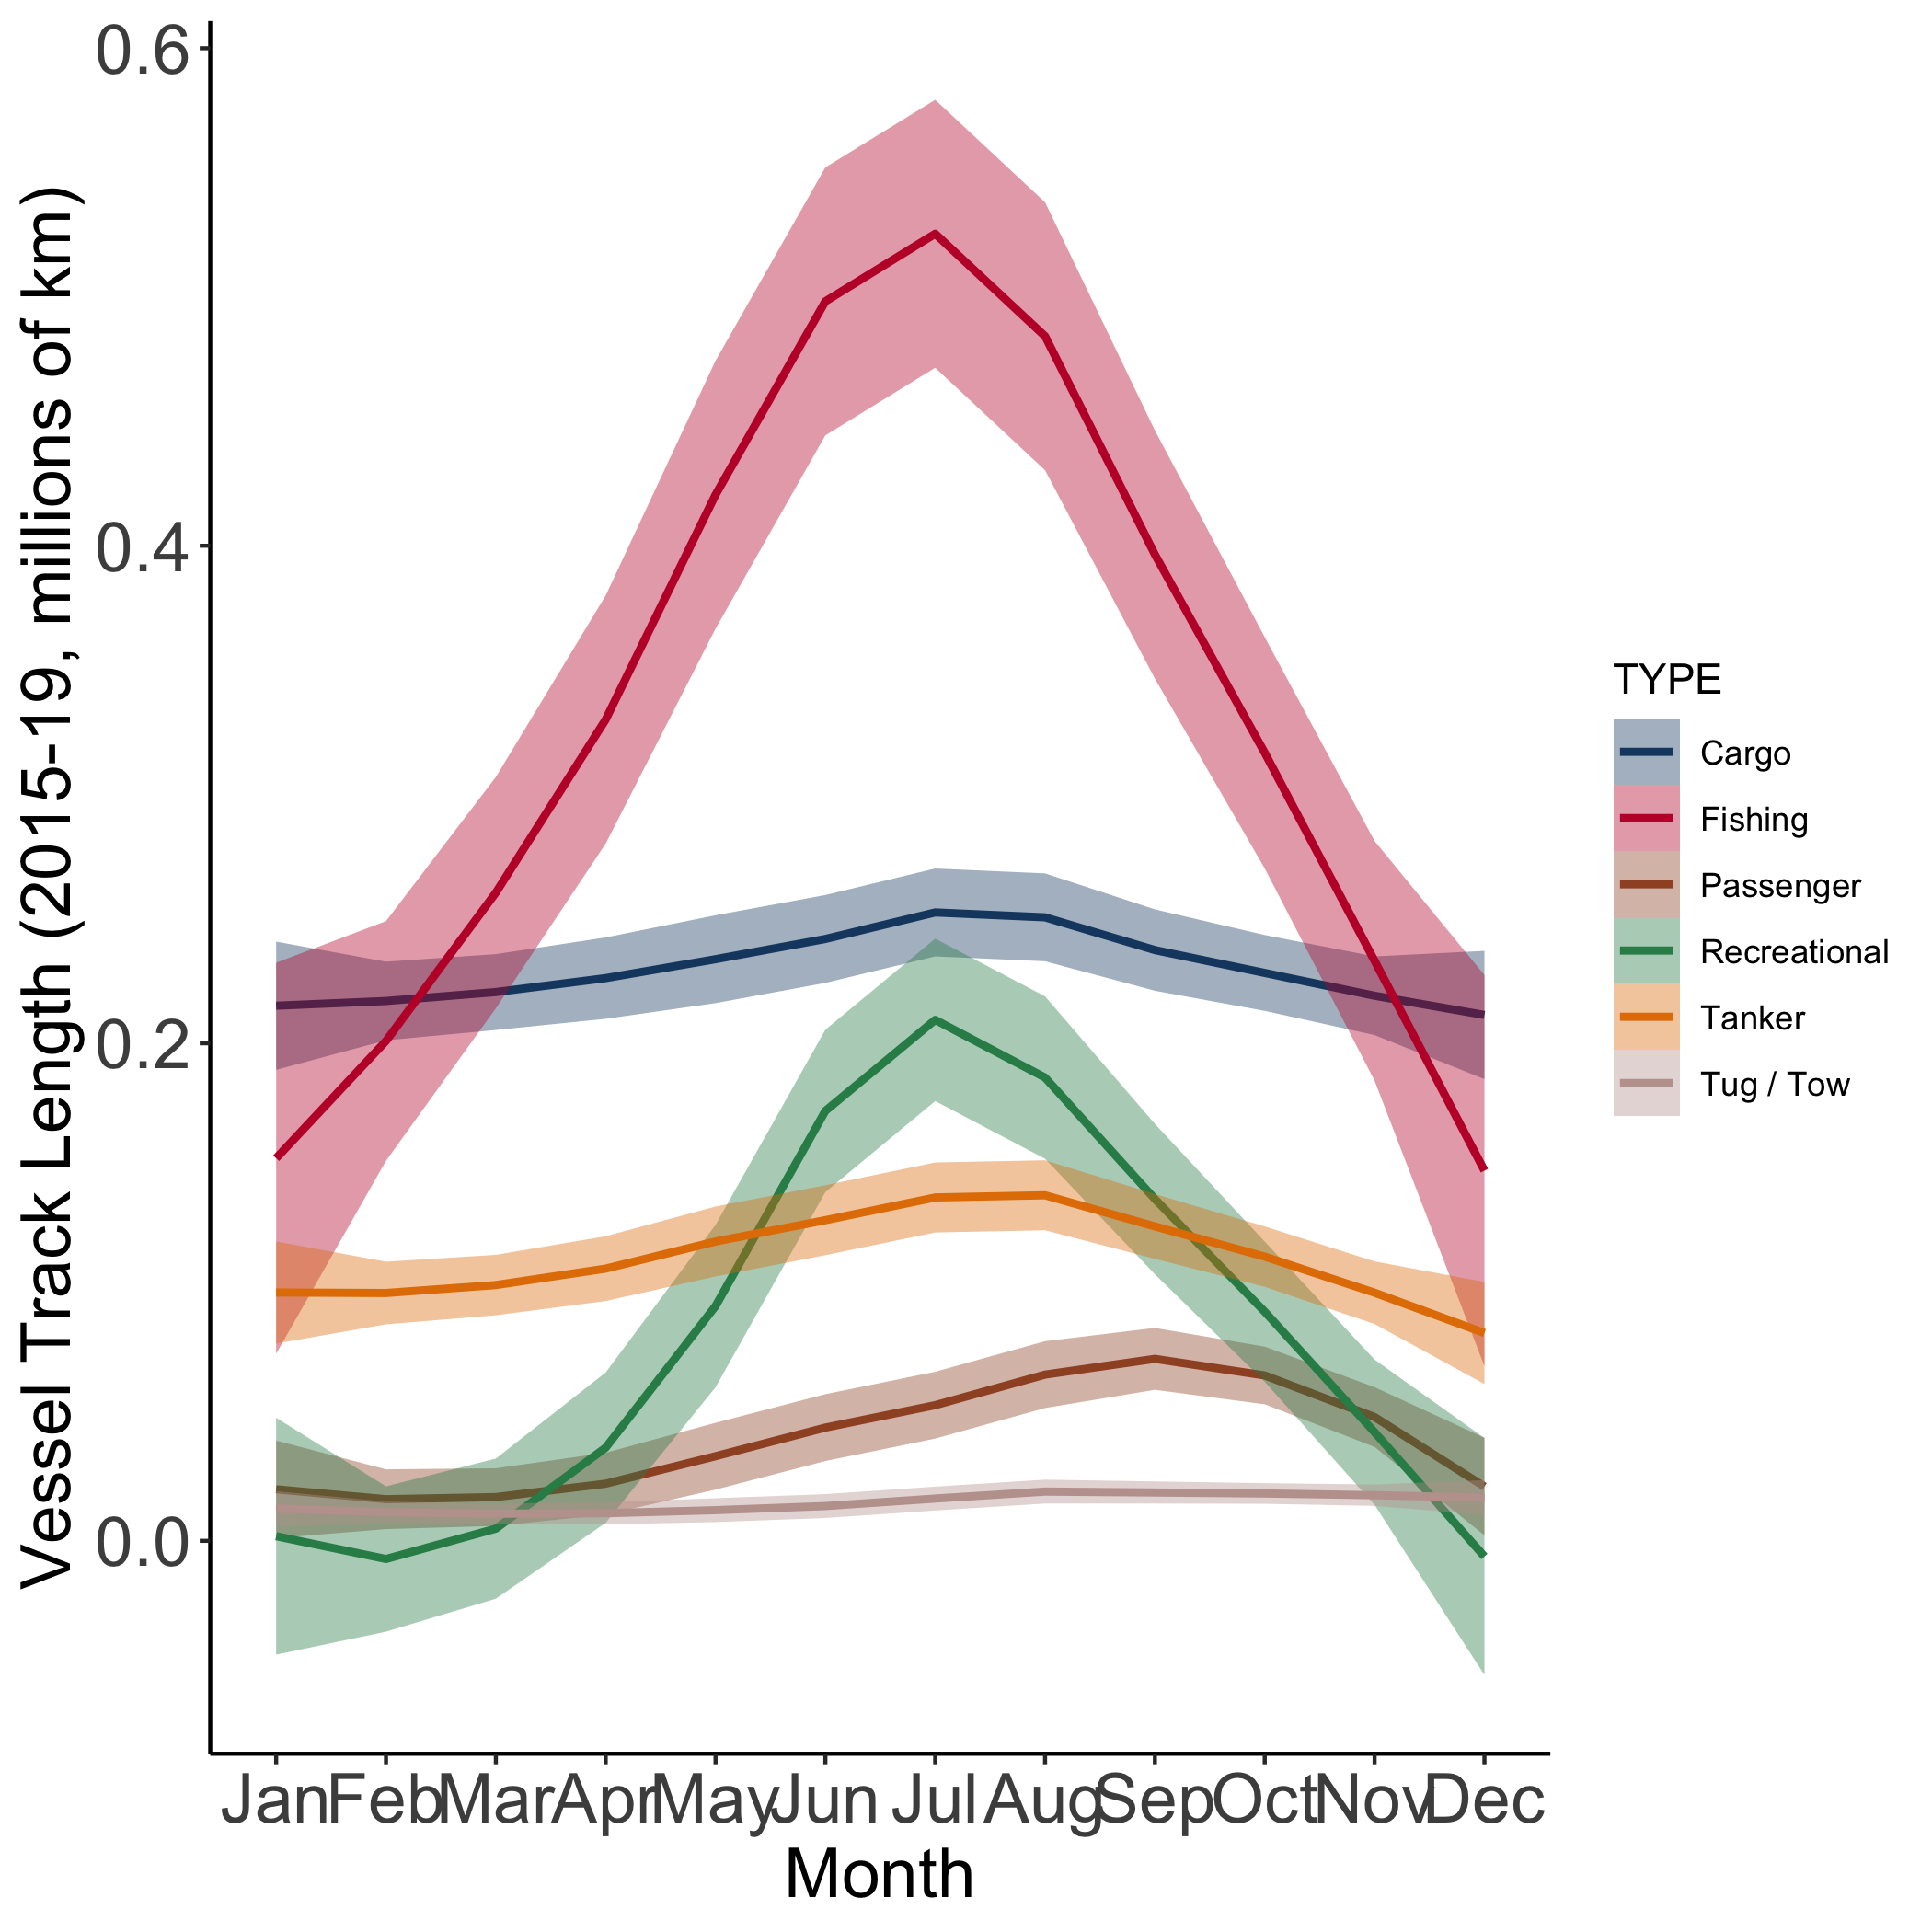 Vessel Track Length (2015-19, millions of km)
0.6
0.4
0.2
0.0
Jan Feb Mar Apr May Jun Jul Aug Sep Oct Nov Dec
Month
TYPE
Cargo
Fishing
Passenger
Recreational
Tanker
Tug / Tow